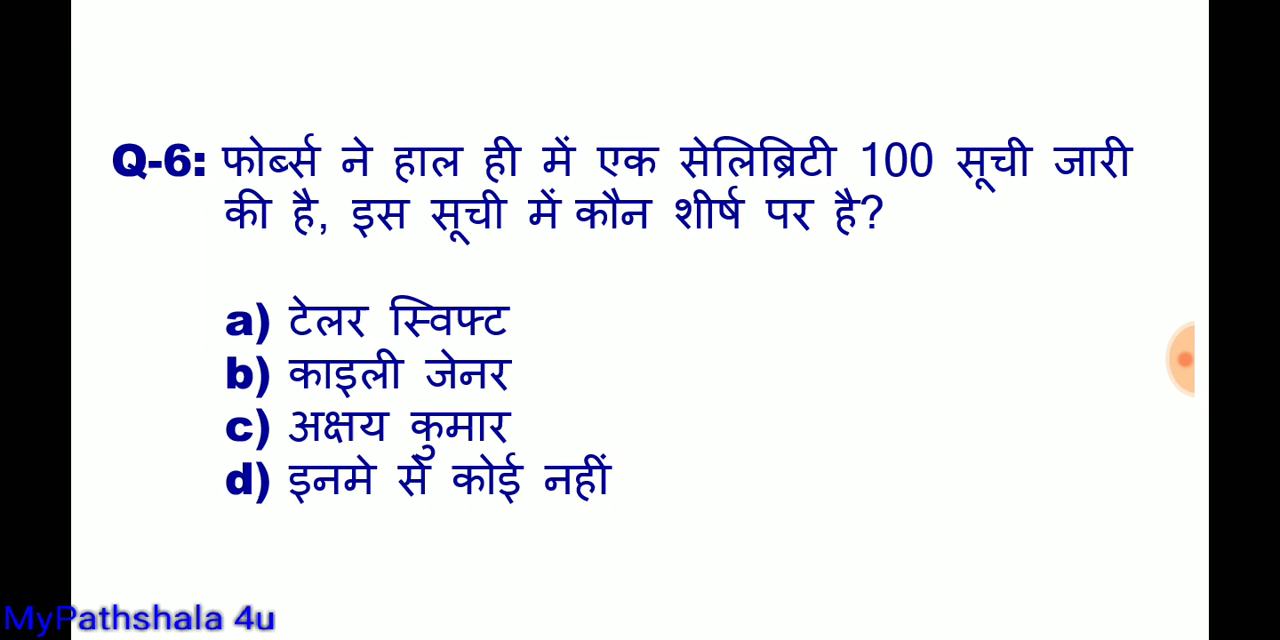 Q-6: फोर्ब्स ने हाल ही में एक सेलिब्रिटी 100 सूची जारी
की है, इस सूची में कौन शीर्ष पर है?
a) टेलर स्विफ्ट
b) काइली जेनर
c) अक्षय कुमार
d) इनमे से कोई नहीं
MyPathshala 4u